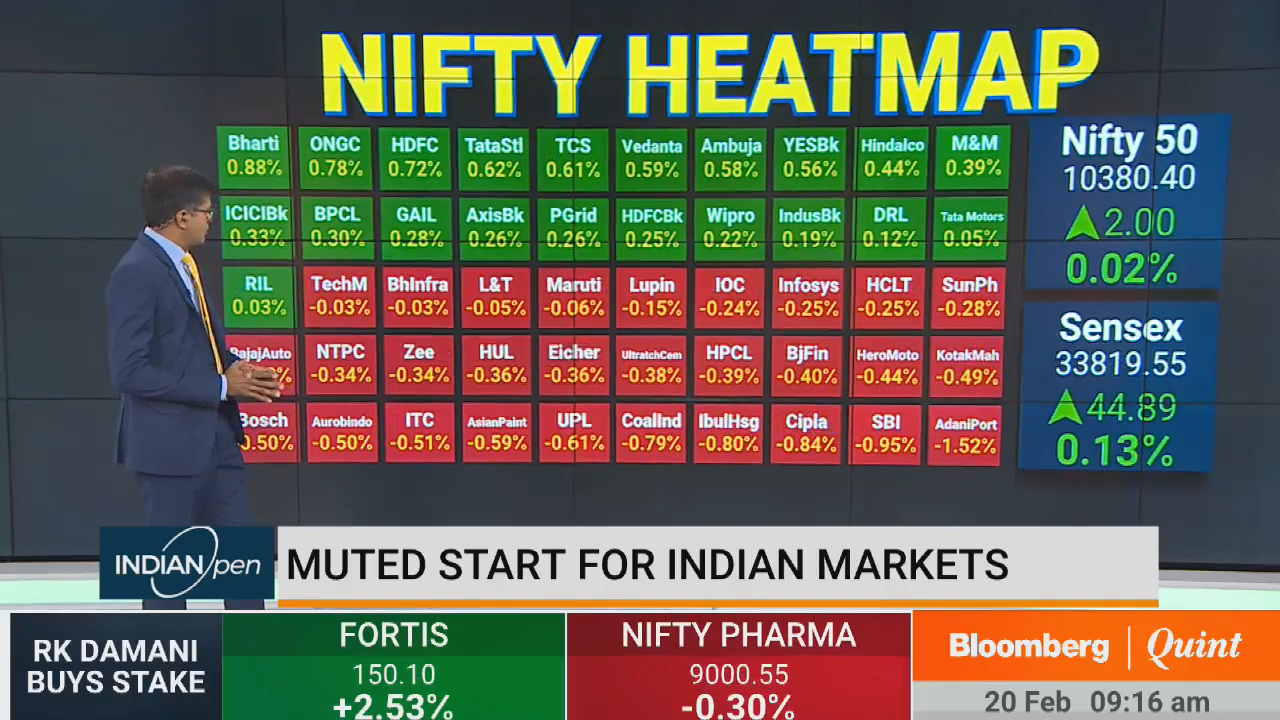 NIFTY HEATMAP
Bharti ONGC HDFC TataStl TCS Vedanta Ambuja YESBk Hindalco M&M
0.88% 0.78% 0.72% 0.62% 0.61% 0.59% 0.58% 0.56% 0.44% 0.39%
ICICIBk BPCL GAIL AxisBk PGrid HDFCBk Wipro IndusBk DRL Tata Motors
0.33% 0.30% 0.28% 0.26% 0.26% 0.25% 0.22% 0.19% 0.12% 0.05%
RIL TechM BhInfra L&T Maruti Lupin IOC Infosys HCLT SunPh
0.03% -0.03% -0.03% -0.05% -0.06% -0.15% -0.24% -0.25% -0.25% -0.28%
BajajAuto NTPC Zee HUL Eicher UltratchCem HPCL BjFin HeroMoto KotakMah
-0.34% -0.34% -0.36% -0.36% -0.38% -0.39% -0.40% -0.44% -0.49%
Bosch Aurobindo ITC AsianPaint UPL CoalInd IbulHsg Cipla SBI AdaniPort
0.50% -0.50% -0.51% -0.59% -0.61% -0.79% -0.80% -0.84% -0.95% -1.52%
Nifty 50
10380.40
2.00
0.02%
Sensex
33819.55
44.89
0.13%
INDIAN Open
MUTED START FOR INDIAN MARKETS
RK DAMANI
BUYS STAKE
FORTIS
150.10
+2.53%
NIFTY PHARMA
9000.55
-0.30%
Bloomberg | Quint
20 Feb 09:16 am